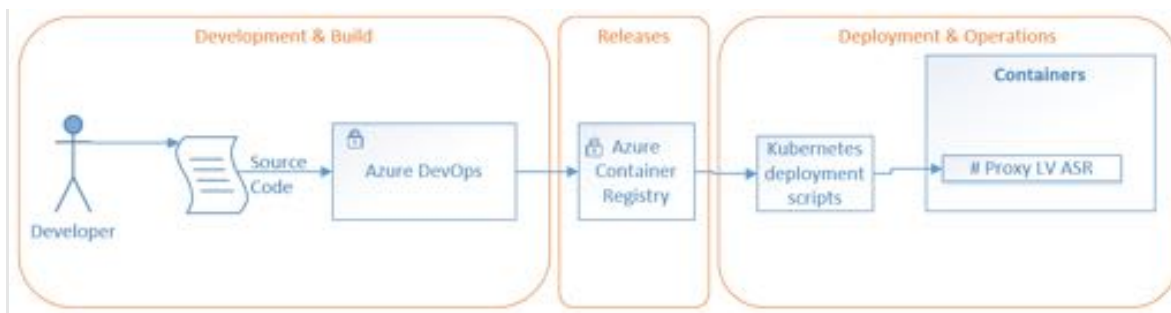 Development & Build
Releases
Deployment & Operations
Containers
Developer
Source
Code
Azure DevOps
Azure
Container
Registry
Kubernetes
deployment
scripts
# Proxy LV ASR